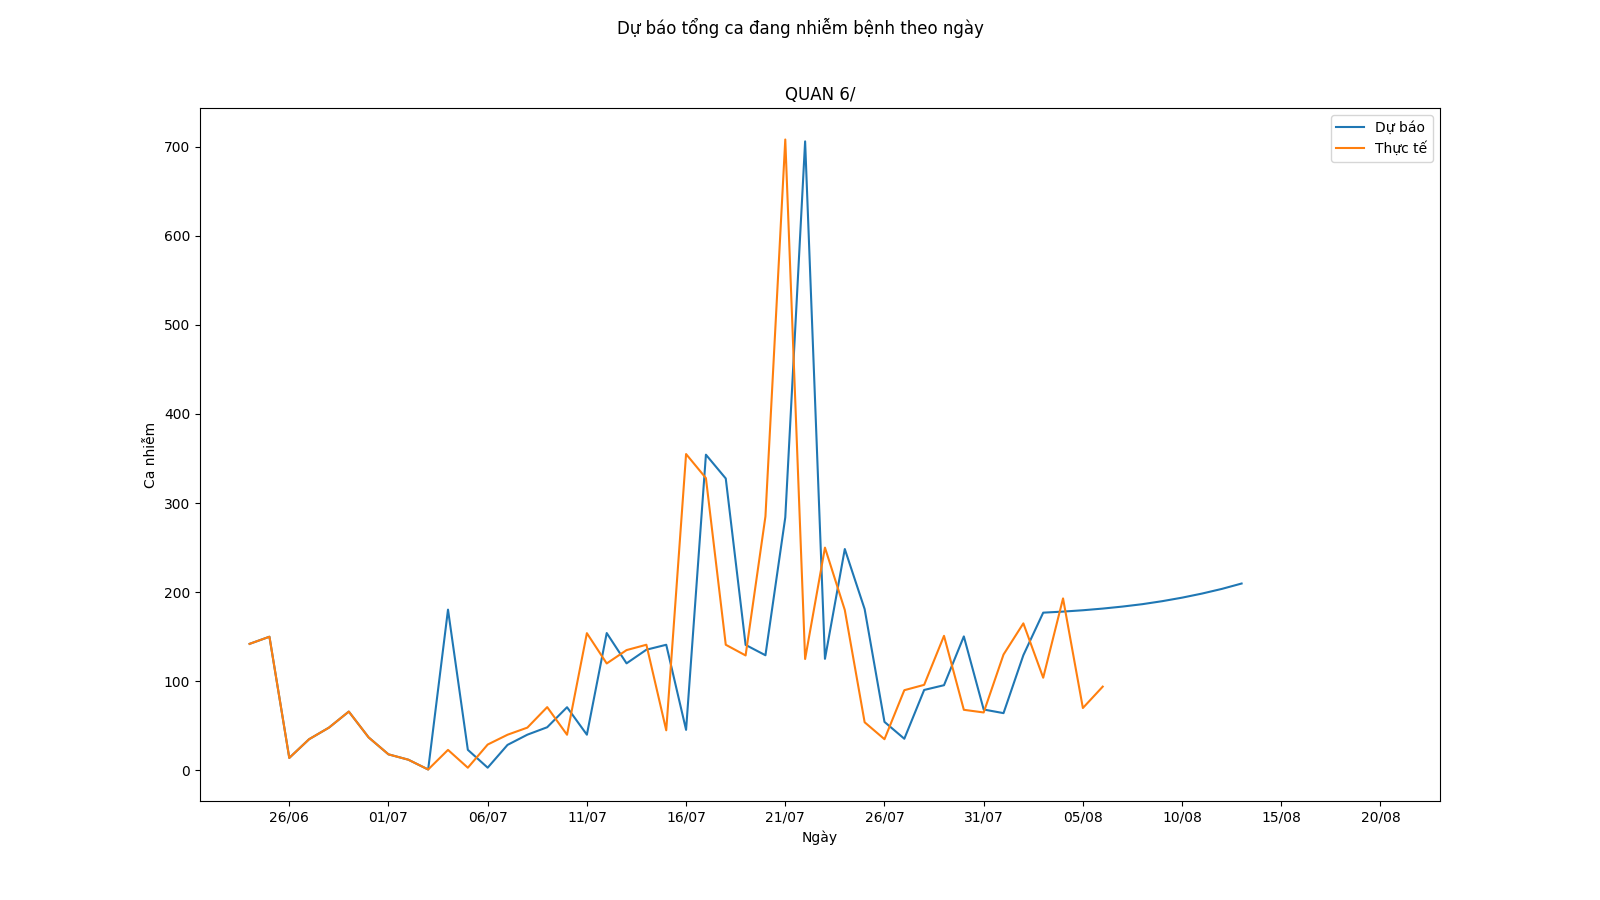 Dự báo tổng ca đang nhiễm bệnh theo ngày
QUAN 6/
Dự báo
Thực tế
700
600
500
400
300
200
100
0
Ca nhiễm
26/06 01/07 06/07 11/07 16/07 21/07 26/07 31/07 05/08 10/08 15/08 20/08
Ngày